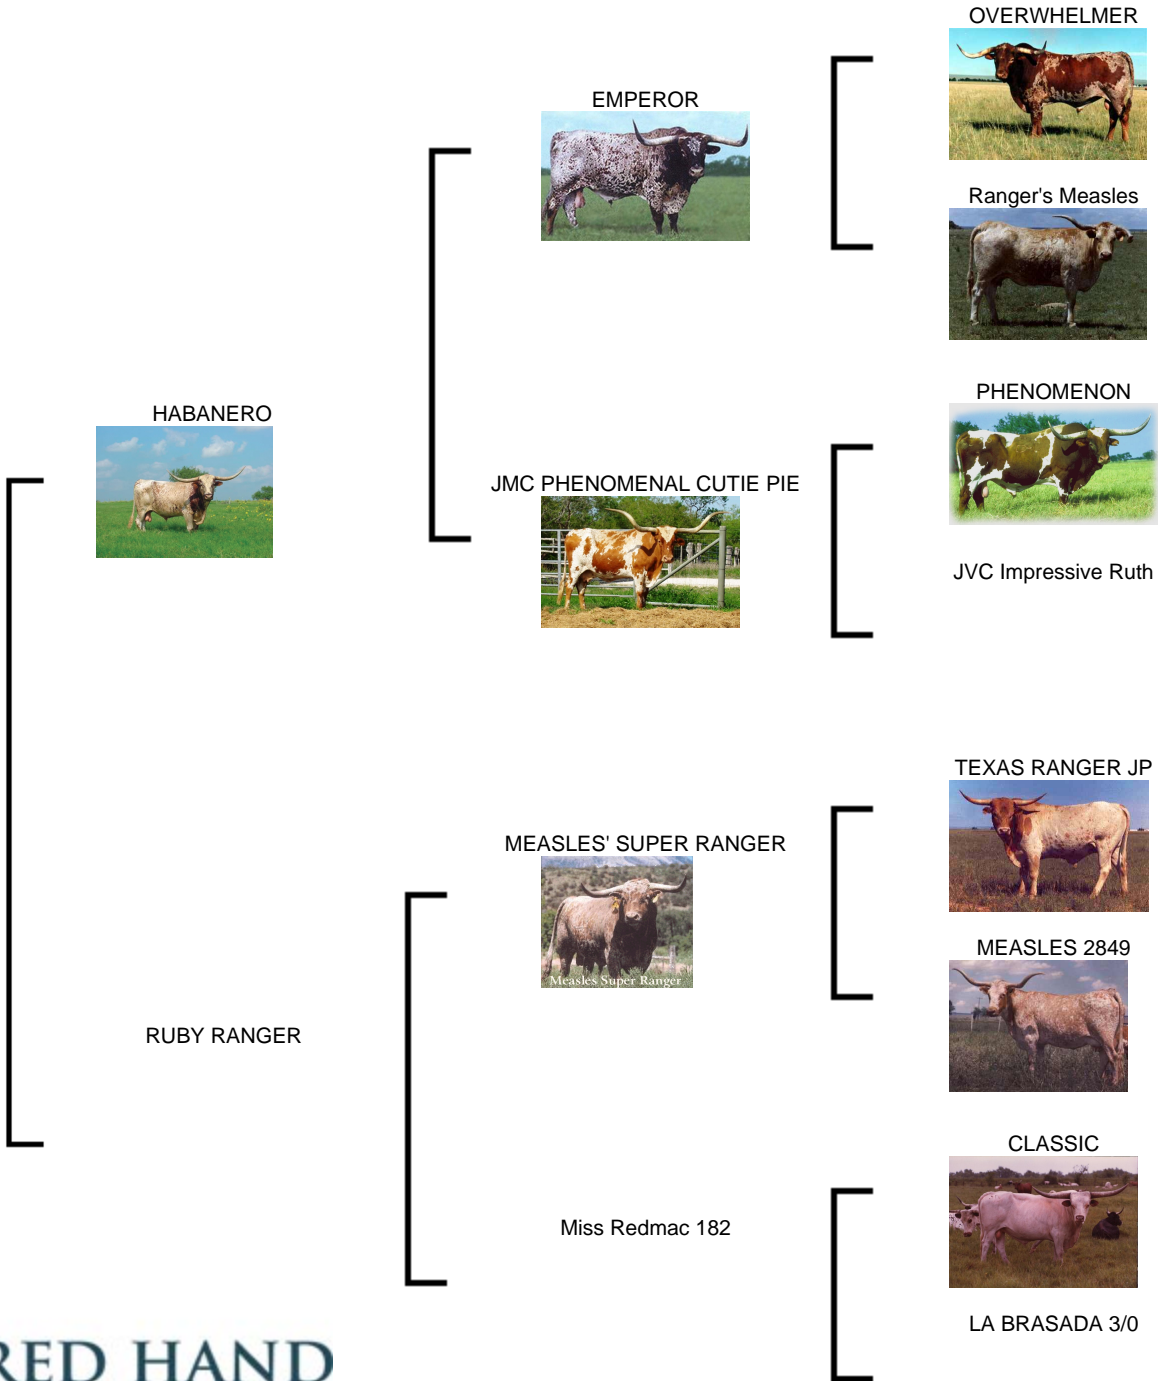 OVERWHELMER
EMPEROR
Ranger's Measles
PHENOMENON
HABANERO
JMC PHENOMENAL CUTIE PIE
JVC Impressive Ruth
TEXAS RANGER JP
MEASLES' SUPER RANGER
Measles Super Ranger
MEASLES 2849
RUBY RANGER
CLASSIC
Miss Redmac 182
LA BRASADA 3/0
RED HAND